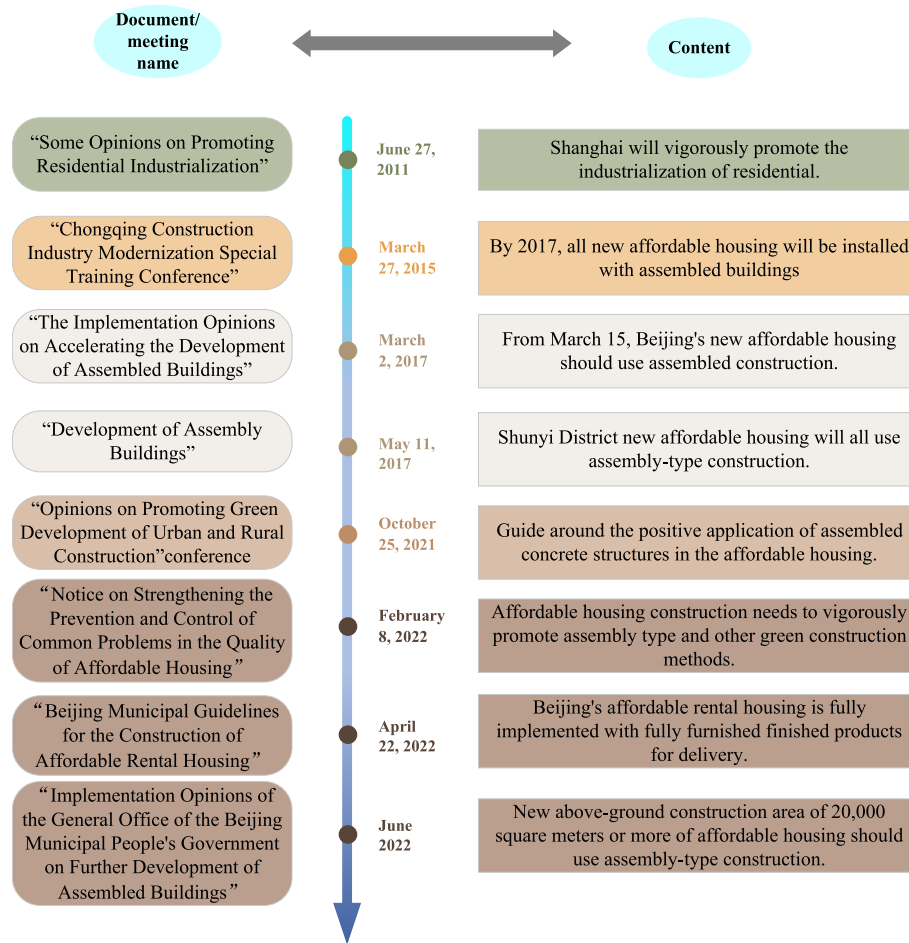 Document/
meeting
name
Content
“Some Opinions on Promoting
Residential Industrialization”
June 27,
2011
Shanghai will vigorously promote the
industrialization of residential.
“Chongqing Construction
Industry Modernization Special
Training Conference”
March
27, 2015
By 2017, all new affordable housing will be installed
with assembled buildings
“The Implementation Opinions
on Accelerating the Development
of Assembled Buildings”
March
2, 2017
From March 15, Beijing's new affordable housing
should use assembled construction.
“Development of Assembly
Buildings”
May 11,
2017
Shunyi District new affordable housing will all use
assembly-type construction.
“Opinions on Promoting Green
Development of Urban and Rural
Construction”conference
October
25, 2021
Guide around the positive application of assembled
concrete structures in the affordable housing.
“Notice on Strengthening the
Prevention and Control of
Common Problems in the Quality
of Affordable Housing”
February
8, 2022
Affordable housing construction needs to vigorously
promote assembly type and other green construction
methods.
“Beijing Municipal Guidelines
for the Construction of
Affordable Rental Housing”
April
22, 2022
Beijing's affordable rental housing is fully
implemented with fully furnished finished products
for delivery.
“Implementation Opinions of
the General Office of the Beijing
Municipal People's Government
on Further Development of
Assembled Buildings”
June
2022
New above-ground construction area of 20,000
square meters or more of affordable housing should
use assembly-type construction.